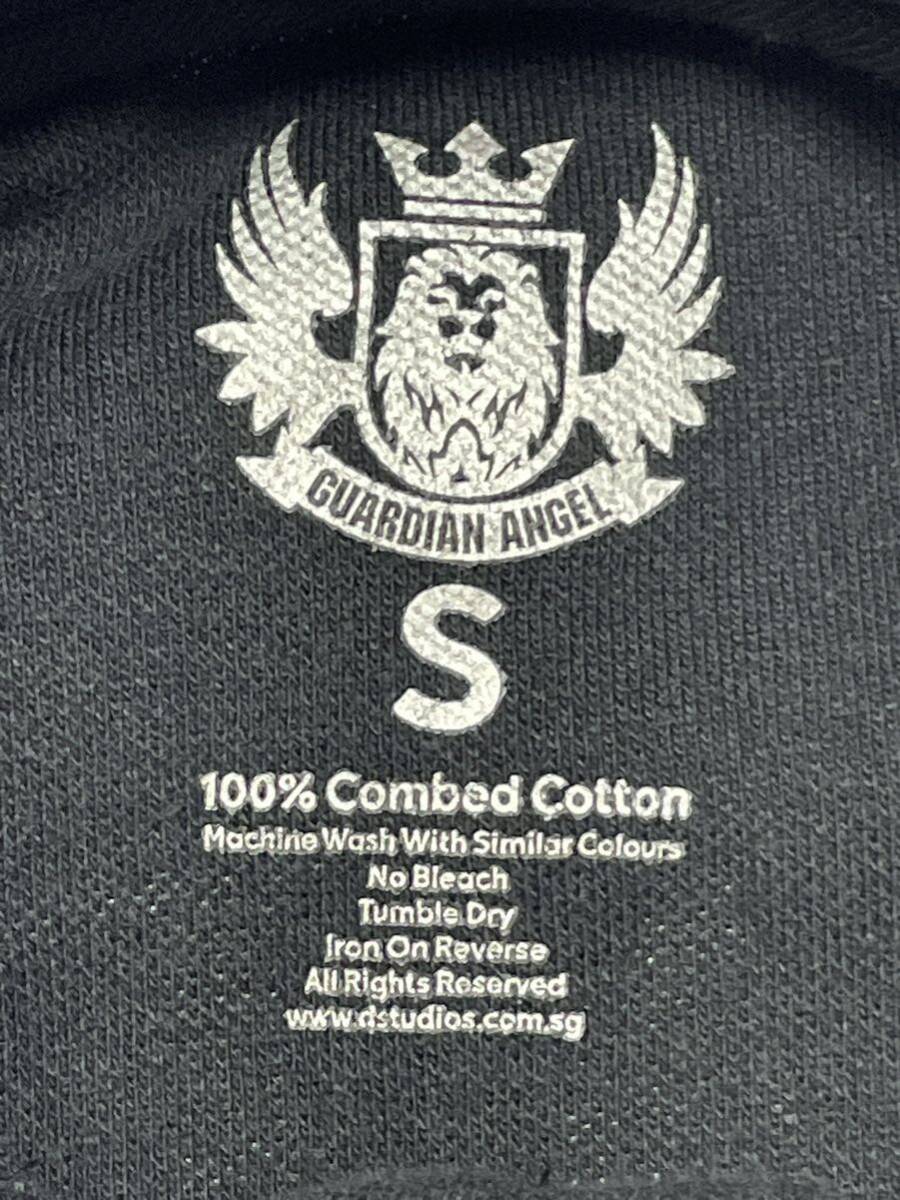 GUARDIAN ANGEL
S
100% Combed Cotton
Machine Wash With Similar Colours
No Bleach
Tumble Dry
Iron On Reverse
All Rights Reserved
www.dstudios.com.sg